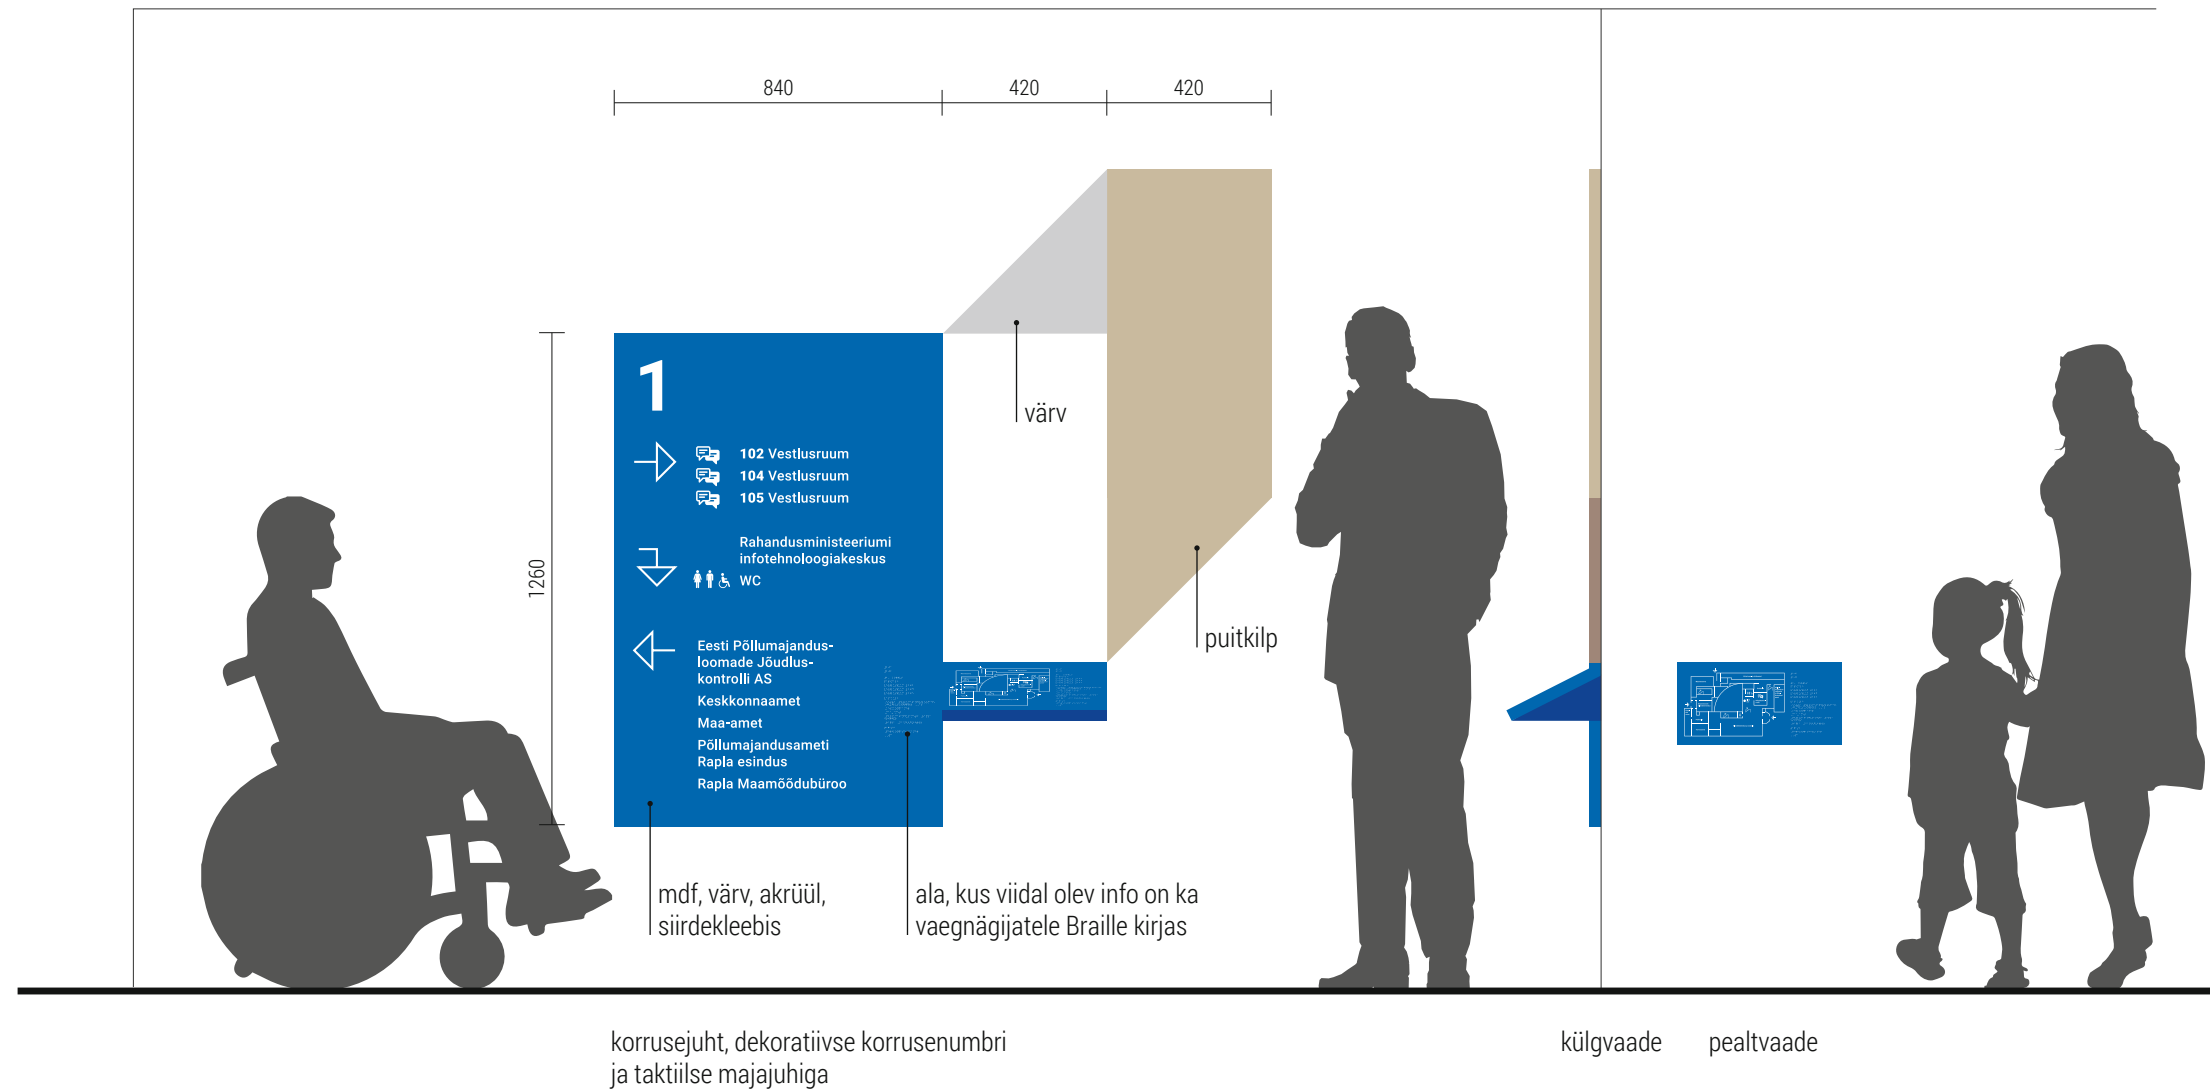 840
420
420
värv
1
102 Vestlusruum
104 Vestlusruum
105 Vestlusruum
Rahandusministeeriumi
infotehnoloogiakeskus
WC
1260
puitkilp
Eesti Põllumajandus-
loomade Jõudlus-
kontrolli AS
Keskkonnaamet
Maa-amet
Põllumajandusameti
Rapla esindus
Rapla Maamõõdubüroo
mdf, värv, akrüül,
siirdekleebis
ala, kus viidal olev info on ka
vaegnägijatele Braille kirjas
korrusejuht, dekoratiivse korrusenumbri
ja taktiilse majajuhiga
külgvaade
pealtvaade